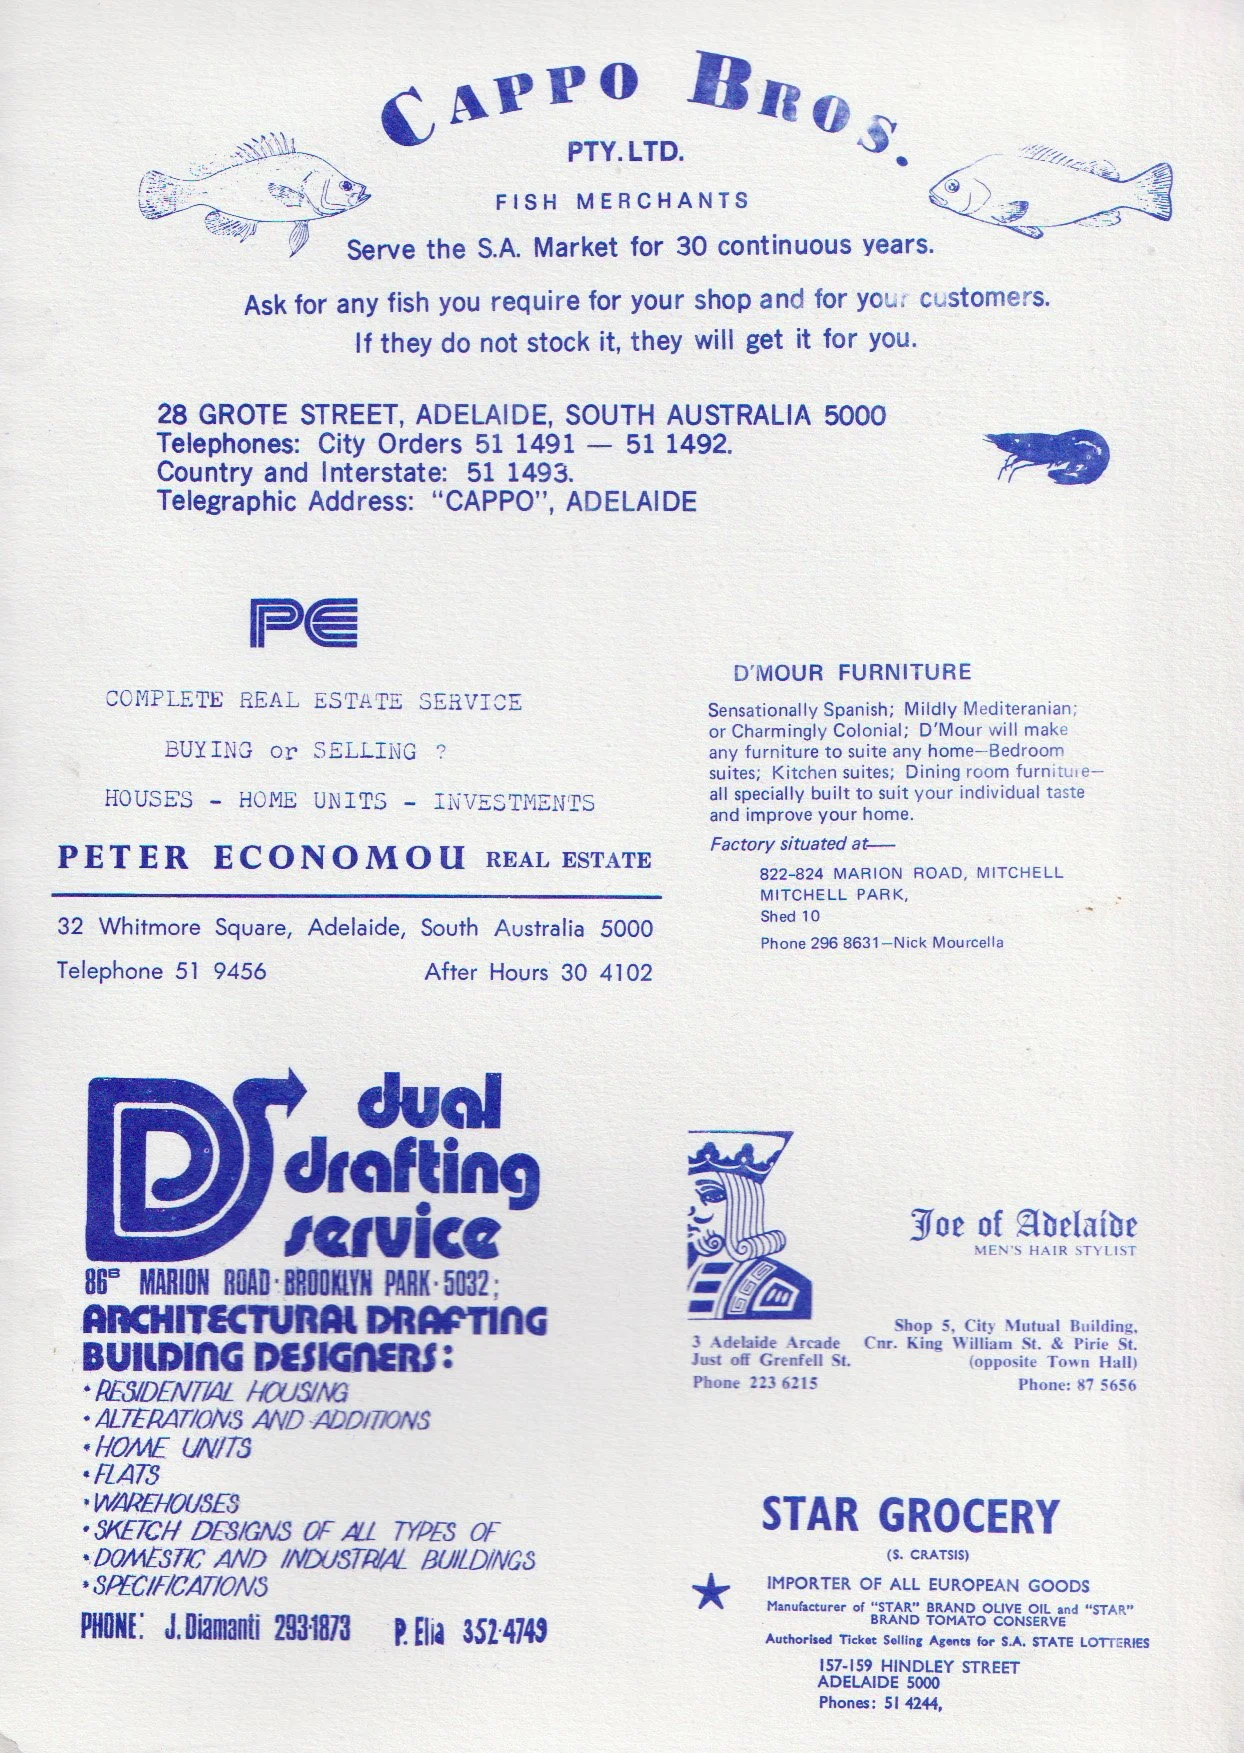 CAPPO BROS.
PTY. LTD.
FISH MERCHANTS
Serve the S.A. Market for 30 continuous years.
Ask for any fish you require for your shop and for your customers.
If they do not stock it, they will get it for you.
28 GROTE STREET, ADELAIDE, SOUTH AUSTRALIA 5000
Telephones: City Orders 51 1491 — 51 1492.
Country and Interstate: 51 1493.
Telegraphic Address: "CAPPO", ADELAIDE
PE
COMPLETE REAL ESTATE SERVICE
BUYING or SELLING ?
HOUSES - HOME UNITS - INVESTMENTS
PETER ECONOMOU REAL ESTATE
32 Whitmore Square, Adelaide, South Australia 5000
Telephone 51 9456 After Hours 30 4102
D'MOUR FURNITURE
Sensationally Spanish; Mildly Mediteranian;
or Charmingly Colonial; D'Mour will make
any furniture to suite any home—Bedroom
suites; Kitchen suites; Dining room furniture—
all specially built to suit your individual taste
and improve your home.
Factory situated at—
822-824 MARION ROAD, MITCHELL
MITCHELL PARK,
Shed 10
Phone 296 8631—Nick Mourcella
DS dual
drafting
service
86B MARION ROAD · BROOKLYN PARK · 5032;
ARCHITECTURAL DRAFTING
BUILDING DESIGNERS:
• RESIDENTIAL HOUSING
• ALTERATIONS AND ADDITIONS
• HOME UNITS
• FLATS
• WAREHOUSES
• SKETCH DESIGNS OF ALL TYPES OF
• DOMESTIC AND INDUSTRIAL BUILDINGS
• SPECIFICATIONS
PHONE: J. Diamanti 293·1873 P. Elia 352·4749
Joe of Adelaide
MEN'S HAIR STYLIST
3 Adelaide Arcade
Just off Grenfell St.
Phone 223 6215
Shop 5, City Mutual Building,
Cnr. King William St. & Pirie St.
(opposite Town Hall)
Phone: 87 5656
STAR GROCERY
(S. CRATSIS)
IMPORTER OF ALL EUROPEAN GOODS
Manufacturer of "STAR" BRAND OLIVE OIL and "STAR"
BRAND TOMATO CONSERVE
Authorised Ticket Selling Agents for S.A. STATE LOTTERIES
157-159 HINDLEY STREET
ADELAIDE 5000
Phones: 51 4244,